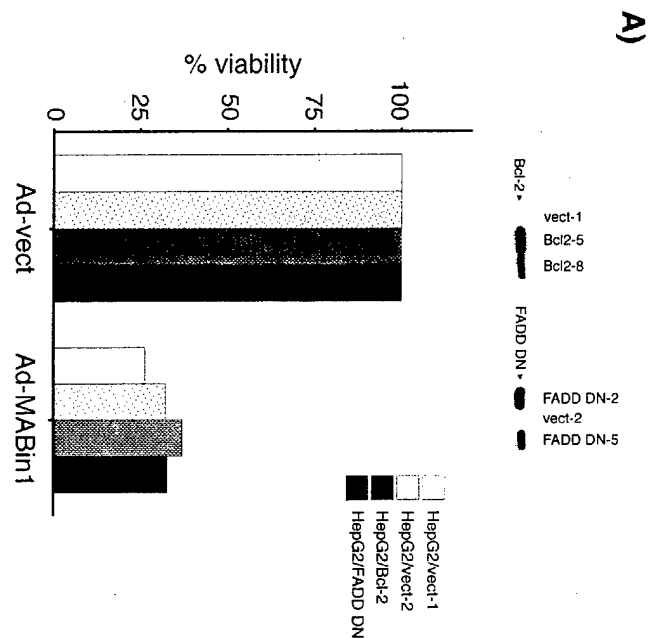 A)
Bcl-2 ▸
vect-1
Bcl2-5
Bcl2-8
FADD DN ▸
FADD DN-2
vect-2
FADD DN-5
% viability
100
75
50
25
0
Ad-vect
Ad-MABin1
HepG2/vect-1
HepG2/vect-2
HepG2/Bcl-2
HepG2/FADD DN